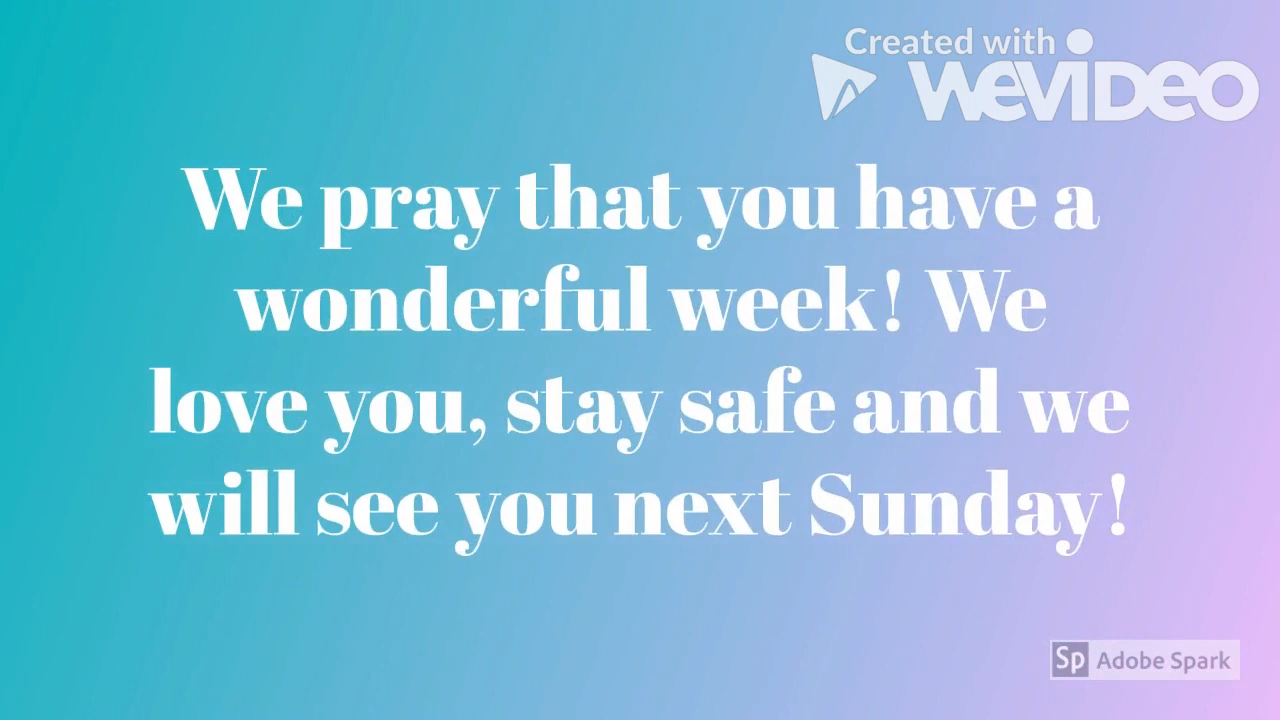 Created with
WeVideo
We pray that you have a
wonderful week! We
love you, stay safe and we
will see you next Sunday!
Sp Adobe Spark